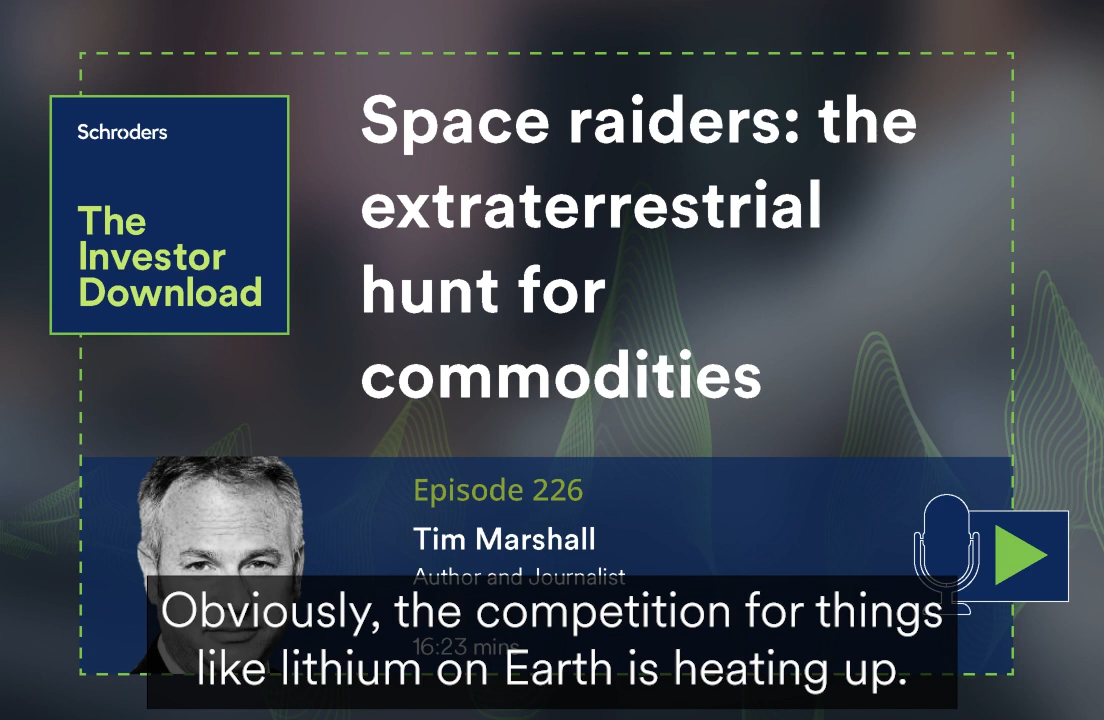 Schroders
The
Investor
Download
Space raiders: the
extraterrestrial
hunt for
commodities
Episode 226
Tim Marshall
Author and Journalist
16:23 mins
Obviously, the competition for things
like lithium on Earth is heating up.